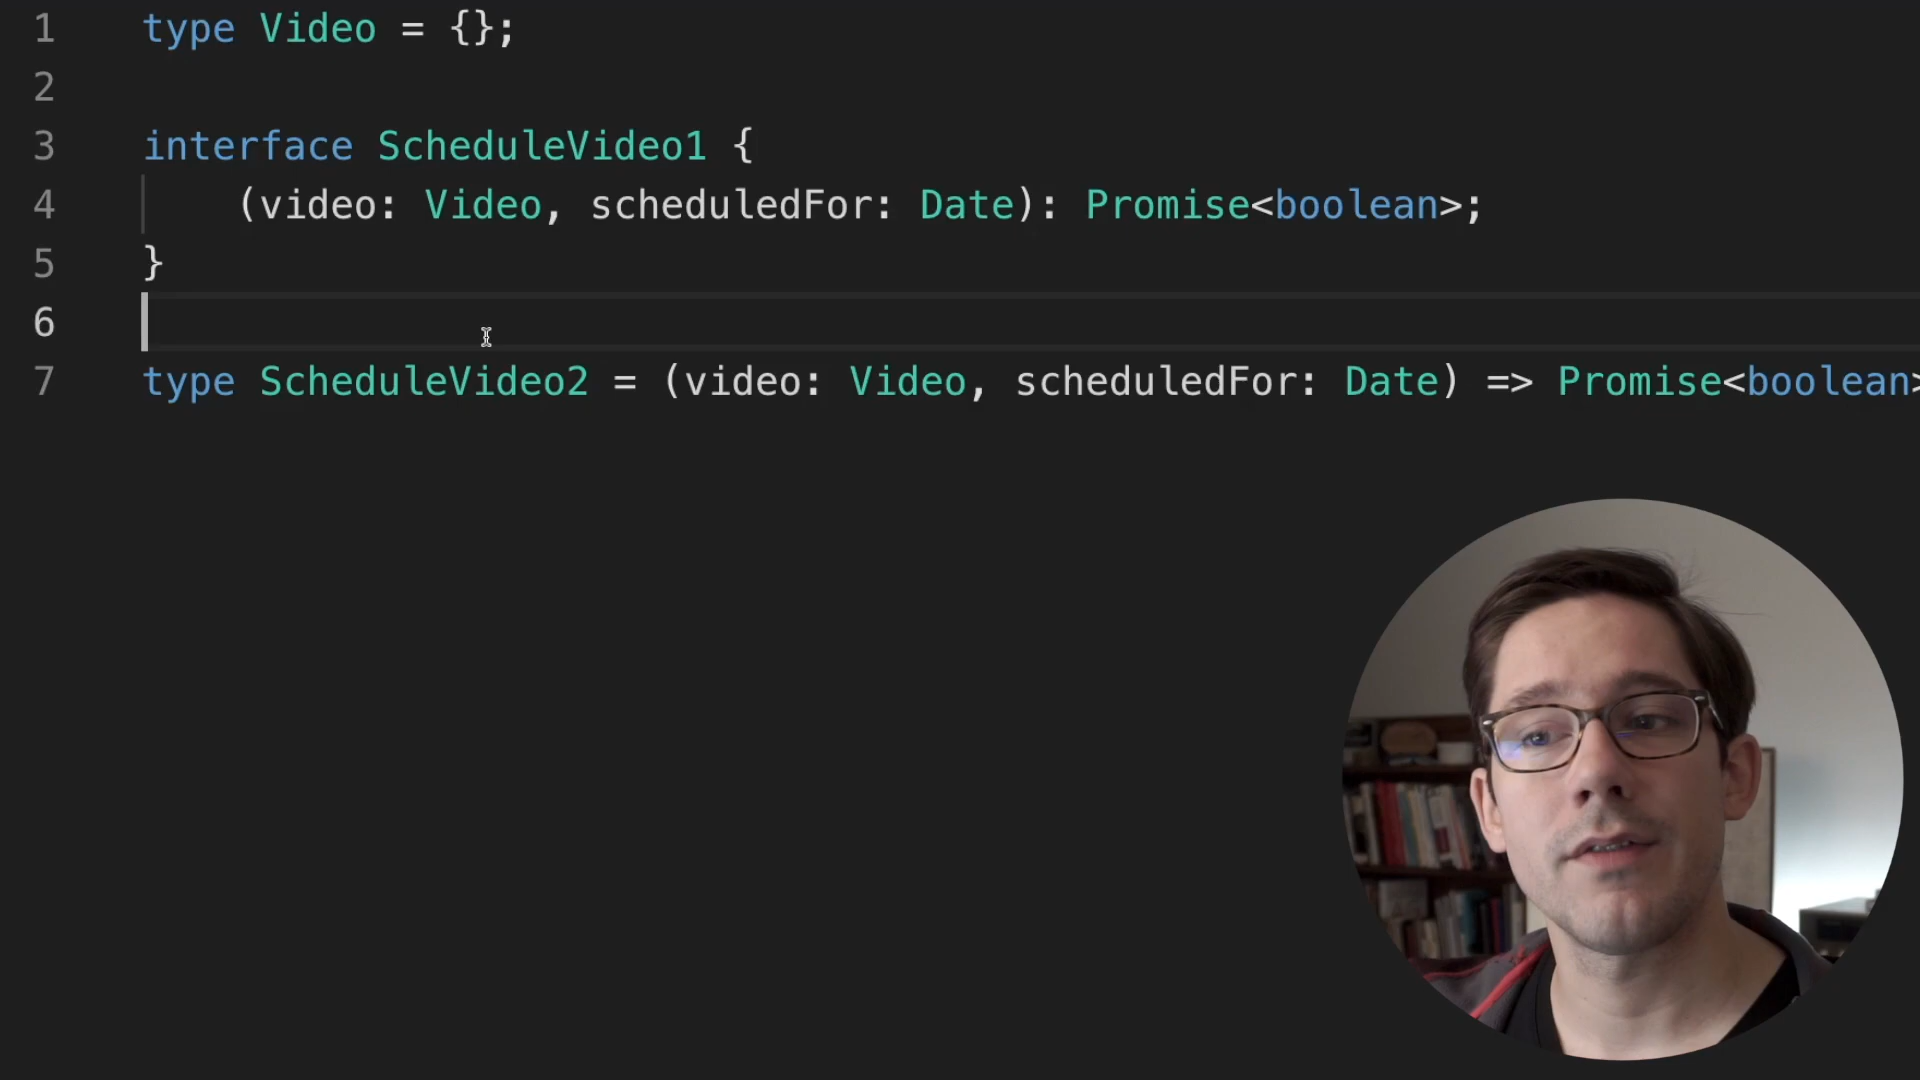 1 type Video = {};
2
3 interface ScheduleVideo1 {
4 (video: Video, scheduledFor: Date): Promise<boolean>;
5 }
6
7 type ScheduleVideo2 = (video: Video, scheduledFor: Date) => Promise<boolean>